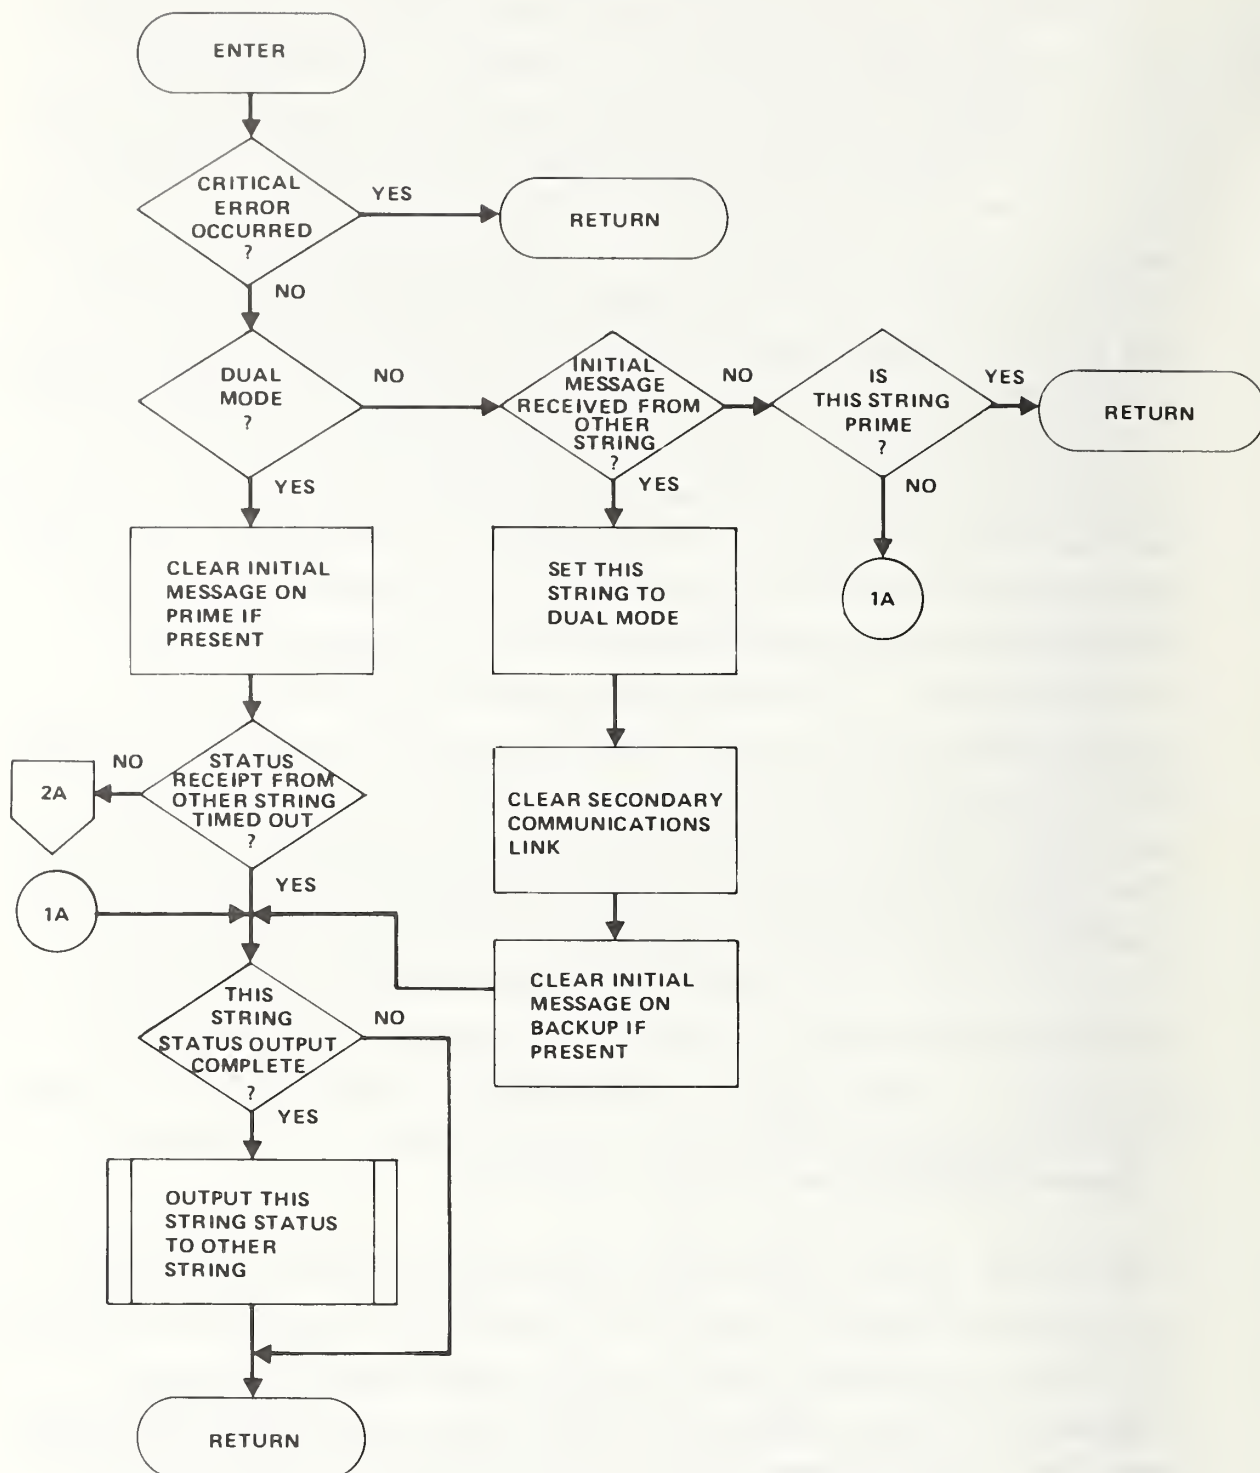 ENTER
CRITICAL
ERROR
OCCURRED
?
YES
RETURN
NO
DUAL
MODE
?
NO
INITIAL
MESSAGE
RECEIVED FROM
OTHER
STRING
?
NO
IS
THIS STRING
PRIME
?
YES
RETURN
YES
YES
NO
CLEAR INITIAL
MESSAGE ON
PRIME IF
PRESENT
SET THIS
STRING TO
DUAL MODE
1A
NO
2A
STATUS
RECEIPT FROM
OTHER STRING
TIMED OUT
?
CLEAR SECONDARY
COMMUNICATIONS
LINK
YES
1A
THIS
STRING
STATUS OUTPUT
COMPLETE
?
NO
CLEAR INITIAL
MESSAGE ON
BACKUP IF
PRESENT
YES
OUTPUT THIS
STRING STATUS
TO OTHER
STRING
RETURN